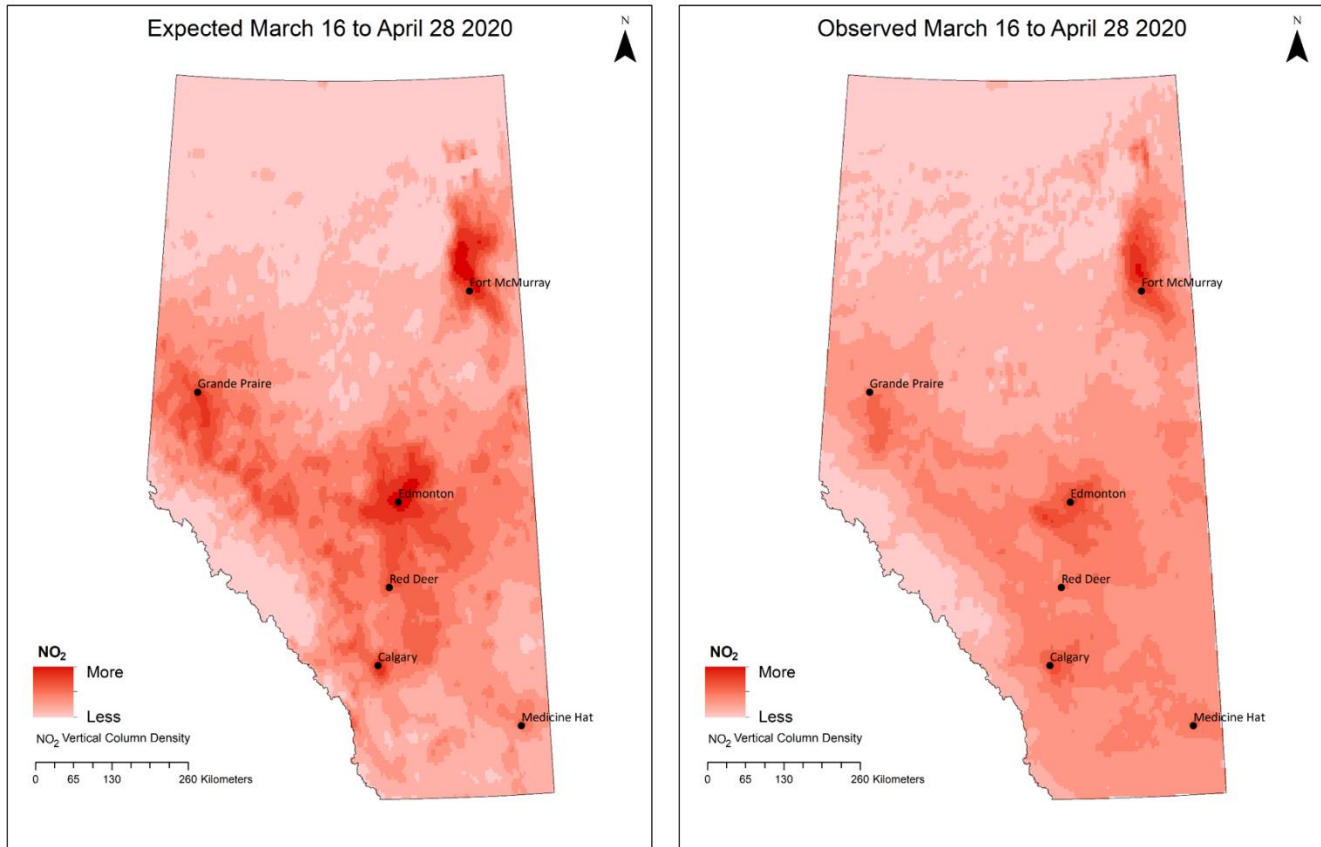 Expected March 16 to April 28 2020
N
Fort McMurray
Grande Praire
Edmonton
Red Deer
Calgary
Medicine Hat
NO₂
More
Less
NO₂ Vertical Column Density
0 65 130 260 Kilometers
Observed March 16 to April 28 2020
N
Fort McMurray
Grande Praire
Edmonton
Red Deer
Calgary
Medicine Hat
NO₂
More
Less
NO₂ Vertical Column Density
0 65 130 260 Kilometers